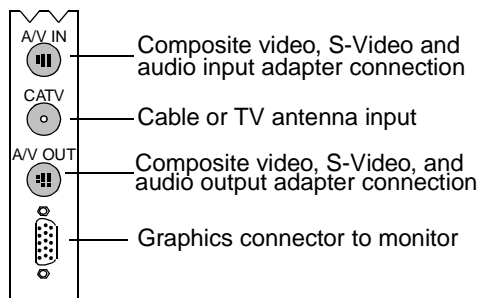 A/V IN
Composite video, S-Video and
audio input adapter connection
CATV
Cable or TV antenna input
A/V OUT
Composite video, S-Video, and
audio output adapter connection
Graphics connector to monitor